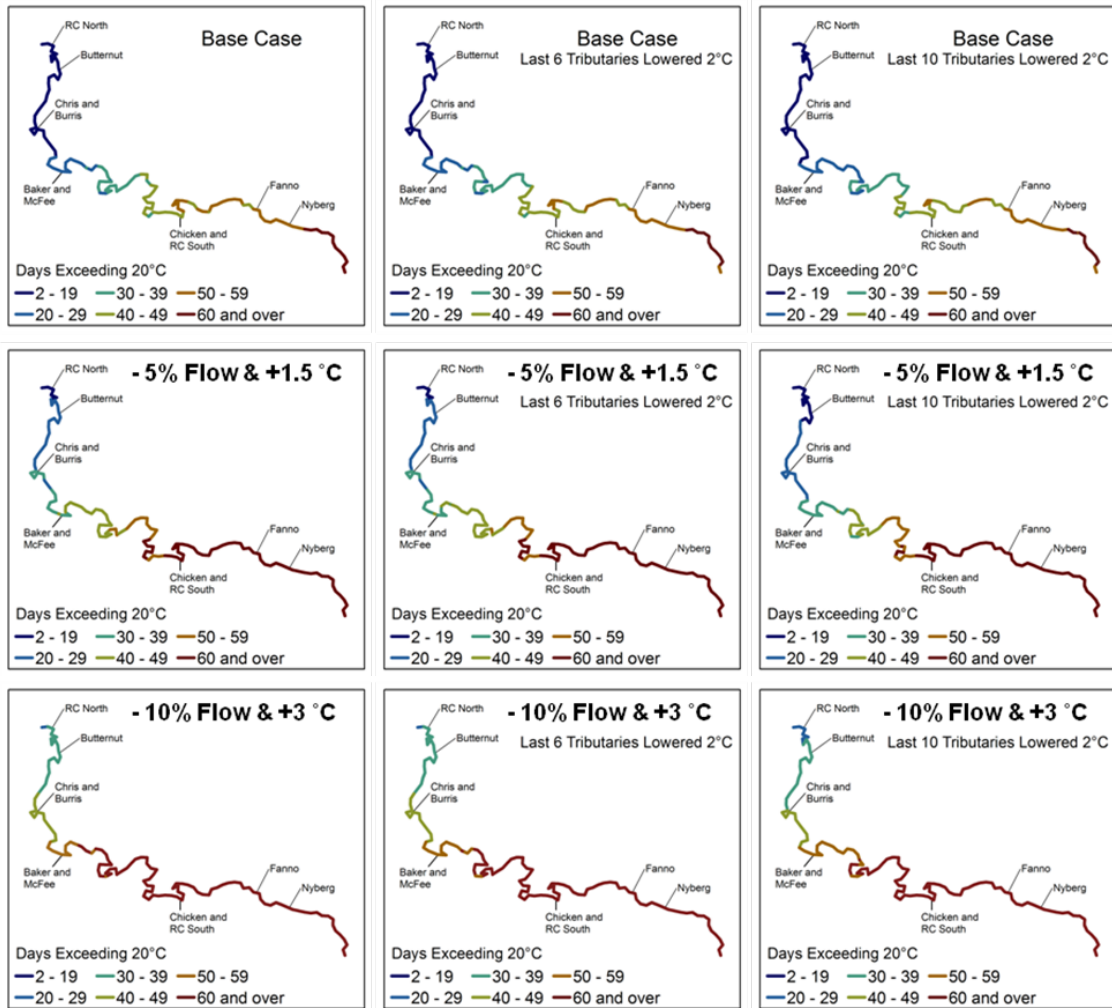 Base Case
RC North
Butternut
Chris and
Burris
Baker and
McFee
Fanno
Nyberg
Chicken and
RC South
Days Exceeding 20°C
2 - 19 30 - 39 50 - 59
20 - 29 40 - 49 60 and over
Base Case
Last 6 Tributaries Lowered 2°C
RC North
Butternut
Chris and
Burris
Baker and
McFee
Fanno
Nyberg
Chicken and
RC South
Days Exceeding 20°C
2 - 19 30 - 39 50 - 59
20 - 29 40 - 49 60 and over
Base Case
Last 10 Tributaries Lowered 2°C
RC North
Butternut
Chris and
Burris
Baker and
McFee
Fanno
Nyberg
Chicken and
RC South
Days Exceeding 20°C
2 - 19 30 - 39 50 - 59
20 - 29 40 - 49 60 and over
- 5% Flow & +1.5 °C
RC North
Butternut
Chris and
Burris
Baker and
McFee
Fanno
Nyberg
Chicken and
RC South
Days Exceeding 20°C
2 - 19 30 - 39 50 - 59
20 - 29 40 - 49 60 and over
- 5% Flow & +1.5 °C
Last 6 Tributaries Lowered 2°C
RC North
Butternut
Chris and
Burris
Baker and
McFee
Fanno
Nyberg
Chicken and
RC South
Days Exceeding 20°C
2 - 19 30 - 39 50 - 59
20 - 29 40 - 49 60 and over
- 5% Flow & +1.5 °C
Last 10 Tributaries Lowered 2°C
RC North
Butternut
Chris and
Burris
Baker and
McFee
Fanno
Nyberg
Chicken and
RC South
Days Exceeding 20°C
2 - 19 30 - 39 50 - 59
20 - 29 40 - 49 60 and over
- 10% Flow & +3 °C
RC North
Butternut
Chris and
Burris
Baker and
McFee
Fanno
Nyberg
Chicken and
RC South
Days Exceeding 20°C
2 - 19 30 - 39 50 - 59
20 - 29 40 - 49 60 and over
- 10% Flow & +3 °C
Last 6 Tributaries Lowered 2°C
RC North
Butternut
Chris and
Burris
Baker and
McFee
Fanno
Nyberg
Chicken and
RC South
Days Exceeding 20°C
2 - 19 30 - 39 50 - 59
20 - 29 40 - 49 60 and over
- 10% Flow & +3 °C
Last 10 Tributaries Lowered 2°C
RC North
Butternut
Chris and
Burris
Baker and
McFee
Fanno
Nyberg
Chicken and
RC South
Days Exceeding 20°C
2 - 19 30 - 39 50 - 59
20 - 29 40 - 49 60 and over